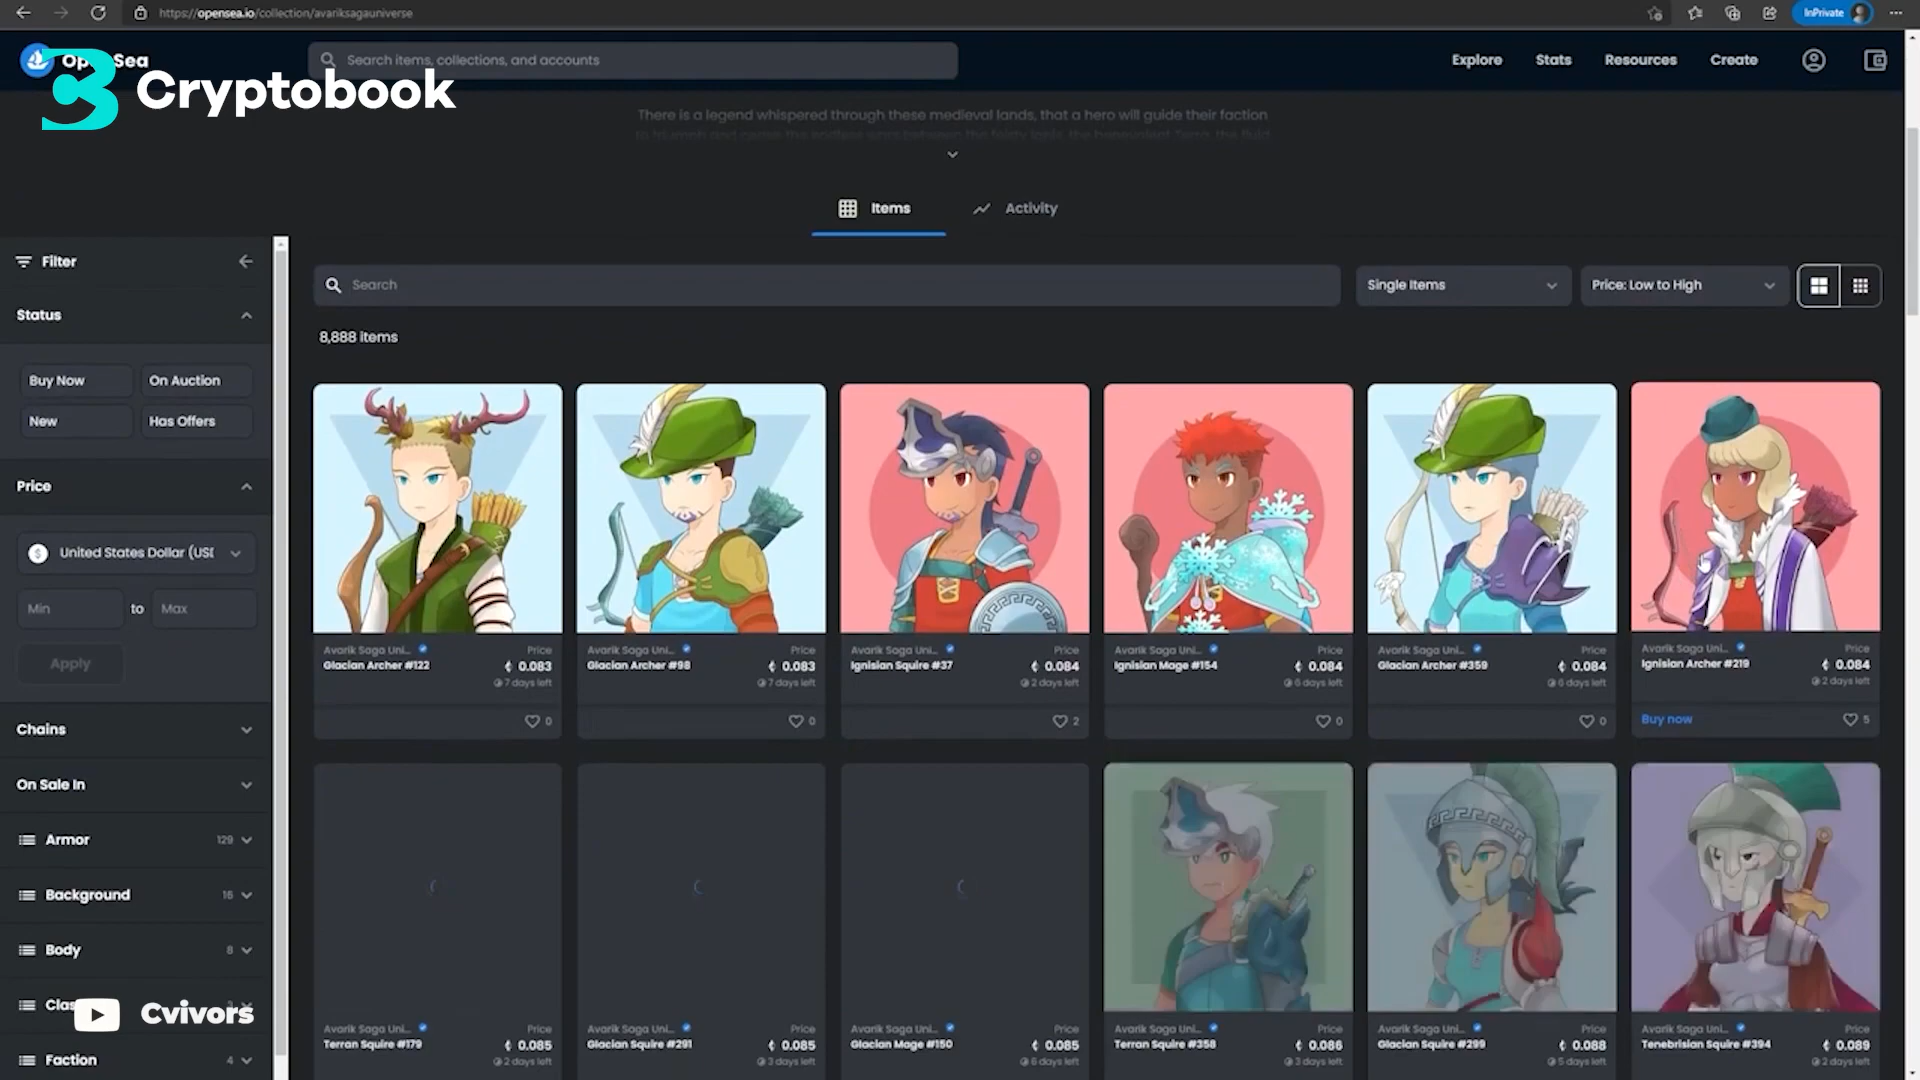 https://opensea.io/collection/avariksagauniverse
InPrivate
Sea
Cryptobook
Search items, collections, and accounts
Explore
Stats
Resources
Create
There is a legend whispered through these medieval lands, that a hero will guide their faction
Items
Activity
Filter
Status
Buy Now
On Auction
New
Has Offers
Price
United States Dollar (USD
Min
to
Max
Apply
Chains
On Sale In
Armor 129
Background 16
Body 8
Cvivors
Faction 4
Search
Single Items
Price: Low to High
8,888 items
Avarik Saga Uni... Price
Glacian Archer #122 0.083
7 days left
0
Avarik Saga Uni... Price
Glacian Archer #98 0.083
7 days left
0
Avarik Saga Uni... Price
Ignisian Squire #37 0.084
2 days left
2
Avarik Saga Uni... Price
Ignisian Mage #154 0.084
6 days left
0
Avarik Saga Uni... Price
Glacian Archer #359 0.084
6 days left
0
Avarik Saga Uni... Price
Ignisian Archer #219 0.084
2 days left
Buy now 5
Avarik Saga Uni... Price
Terran Squire #179 0.085
2 days left
Avarik Saga Uni... Price
Glacian Squire #291 0.085
3 days left
Avarik Saga Uni... Price
Glacian Mage #150 0.085
6 days left
Avarik Saga Uni... Price
Terran Squire #358 0.086
3 days left
Avarik Saga Uni... Price
Glacian Squire #299 0.088
5 days left
Avarik Saga Uni... Price
Tenebrisian Squire #394 0.089
2 days left